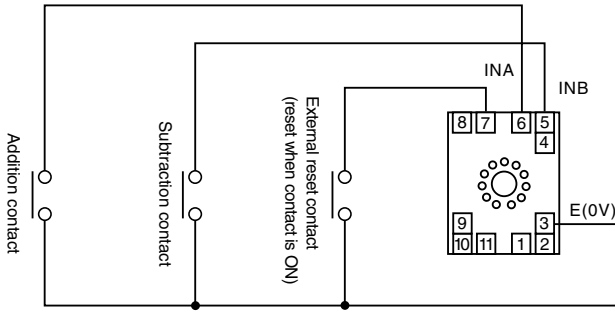 INA
INB
8 7 6 5
4
E(0V)
9 3
10 11 1 2
Addition contact
Subtraction contact
External reset contact
(reset when contact is ON)